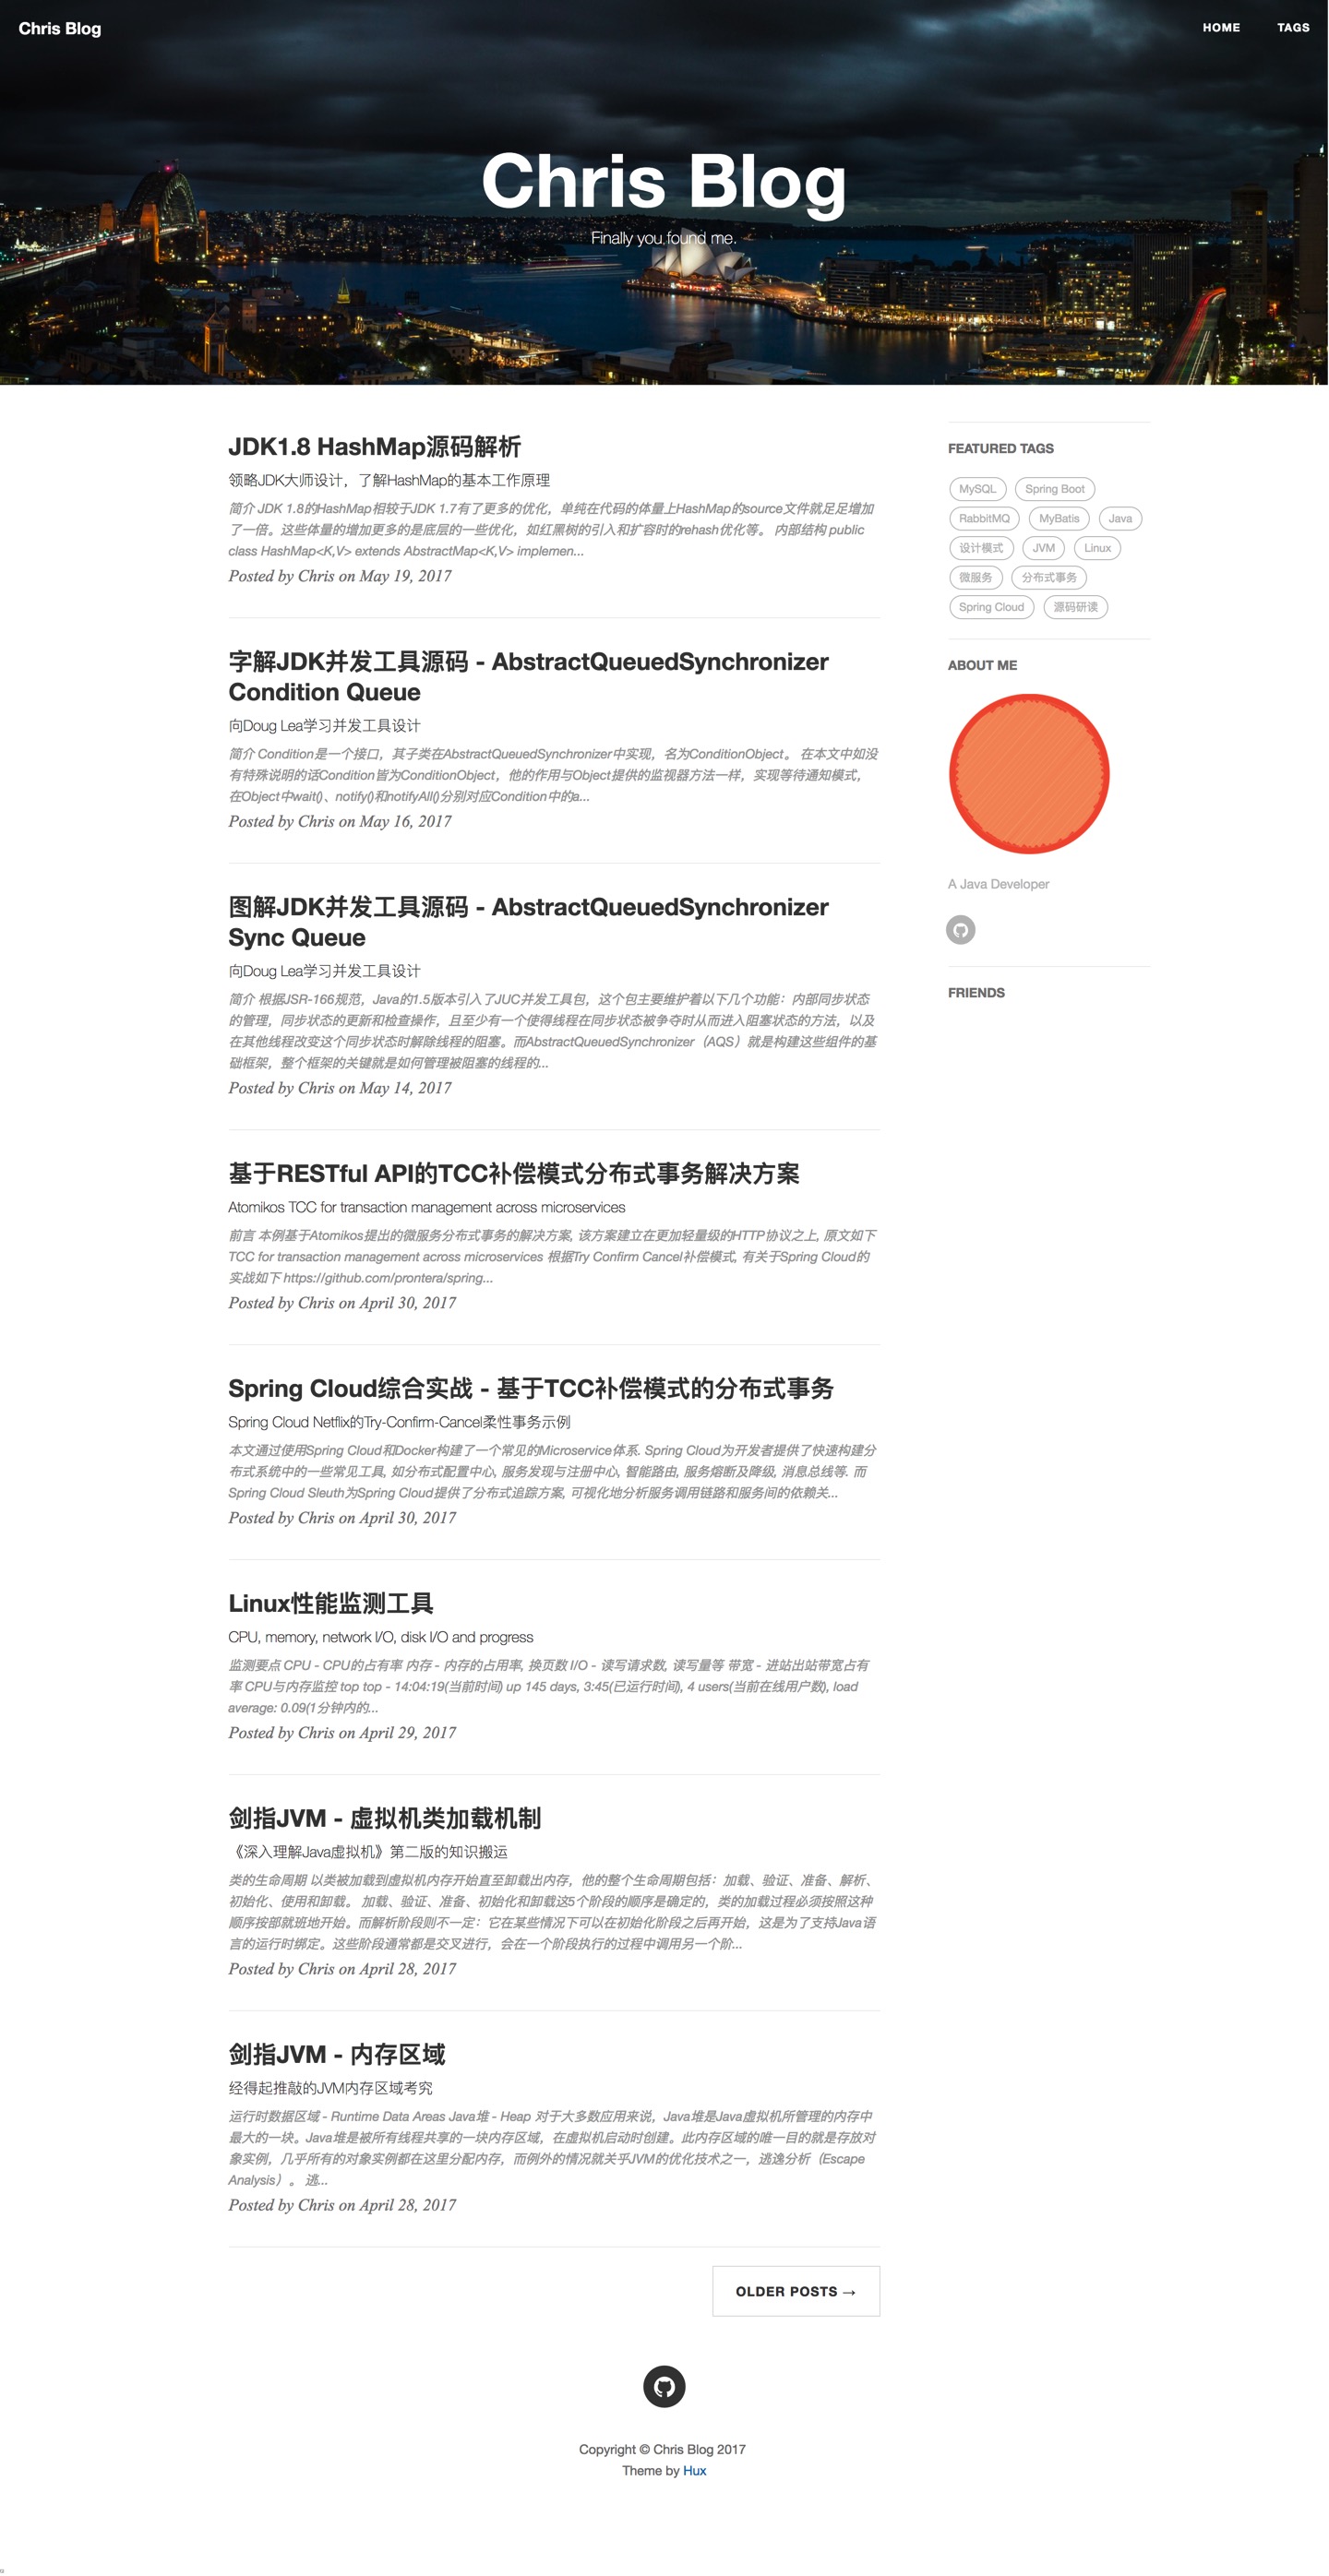 Chris Blog
HOME
TAGS
Chris Blog
Finally you found me.
JDK1.8 HashMap源码解析
领略JDK大师设计，了解HashMap的基本工作原理
简介 JDK 1.8的HashMap相较于JDK 1.7有了更多的优化，单纯在代码的体量上HashMap的source文件就足足增加
了一倍。这些体量的增加更多的是底层的一些优化，如红黑树的引入和扩容时的rehash优化等。 内部结构 public
class HashMap<K,V> extends AbstractMap<K,V> implemen...
Posted by Chris on May 19, 2017
字解JDK并发工具源码 - AbstractQueuedSynchronizer
Condition Queue
向Doug Lea学习并发工具设计
简介 Condition是一个接口，其子类在AbstractQueuedSynchronizer中实现，名为ConditionObject。 在本文中如没
有特殊说明的话Condition皆为ConditionObject，他的作用与Object提供的监视器方法一样，实现等待通知模式，
在Object中wait()、notify()和notifyAll()分别对应Condition中的a...
Posted by Chris on May 16, 2017
图解JDK并发工具源码 - AbstractQueuedSynchronizer
Sync Queue
向Doug Lea学习并发工具设计
简介 根据JSR-166规范，Java的1.5版本引入了JUC并发工具包，这个包主要维护着以下几个功能：内部同步状态
的管理，同步状态的更新和检查操作，且至少有一个使得线程在同步状态被争夺时从而进入阻塞状态的方法，以及
在其他线程改变这个同步状态时解除线程的阻塞。而AbstractQueuedSynchronizer（AQS）就是构建这些组件的基
础框架，整个框架的关键就是如何管理被阻塞的线程的...
Posted by Chris on May 14, 2017
基于RESTful API的TCC补偿模式分布式事务解决方案
Atomikos TCC for transaction management across microservices
前言 本例基于Atomikos提出的微服务分布式事务的解决方案, 该方案建立在更加轻量级的HTTP协议之上, 原文如下
TCC for transaction management across microservices 根据Try Confirm Cancel补偿模式, 有关于Spring Cloud的
实战如下 https://github.com/prontera/spring...
Posted by Chris on April 30, 2017
Spring Cloud综合实战 - 基于TCC补偿模式的分布式事务
Spring Cloud Netflix的Try-Confirm-Cancel柔性事务示例
本文通过使用Spring Cloud和Docker构建了一个常见的Microservice体系. Spring Cloud为开发者提供了快速构建分
布式系统中的一些常见工具, 如分布式配置中心, 服务发现与注册中心, 智能路由, 服务熔断及降级, 消息总线等. 而
Spring Cloud Sleuth为Spring Cloud提供了分布式追踪方案, 可视化地分析服务调用链路和服务间的依赖关...
Posted by Chris on April 30, 2017
Linux性能监测工具
CPU, memory, network I/O, disk I/O and progress
监测要点 CPU - CPU的占有率 内存 - 内存的占用率, 换页数 I/O - 读写请求数, 读写量等 带宽 - 进站出站带宽占有
率 CPU与内存监控 top top - 14:04:19(当前时间) up 145 days, 3:45(已运行时间), 4 users(当前在线用户数), load
average: 0.09(1分钟内的...
Posted by Chris on April 29, 2017
剑指JVM - 虚拟机类加载机制
《深入理解Java虚拟机》第二版的知识搬运
类的生命周期 以类被加载到虚拟机内存开始直至卸载出内存，他的整个生命周期包括：加载、验证、准备、解析、
初始化、使用和卸载。 加载、验证、准备、初始化和卸载这5个阶段的顺序是确定的，类的加载过程必须按照这种
顺序按部就班地开始。而解析阶段则不一定：它在某些情况下可以在初始化阶段之后再开始，这是为了支持Java语
言的运行时绑定。这些阶段通常都是交叉进行，会在一个阶段执行的过程中调用另一个阶...
Posted by Chris on April 28, 2017
剑指JVM - 内存区域
经得起推敲的JVM内存区域考究
运行时数据区域 - Runtime Data Areas Java堆 - Heap 对于大多数应用来说，Java堆是Java虚拟机所管理的内存中
最大的一块。Java堆是被所有线程共享的一块内存区域，在虚拟机启动时创建。此内存区域的唯一目的就是存放对
象实例，几乎所有的对象实例都在这里分配内存，而例外的情况就关乎JVM的优化技术之一，逃逸分析（Escape
Analysis）。 逃...
Posted by Chris on April 28, 2017
OLDER POSTS →
FEATURED TAGS
MySQL
Spring Boot
RabbitMQ
MyBatis
Java
设计模式
JVM
Linux
微服务
分布式事务
Spring Cloud
源码研读
ABOUT ME
A Java Developer
FRIENDS
Copyright © Chris Blog 2017
Theme by Hux